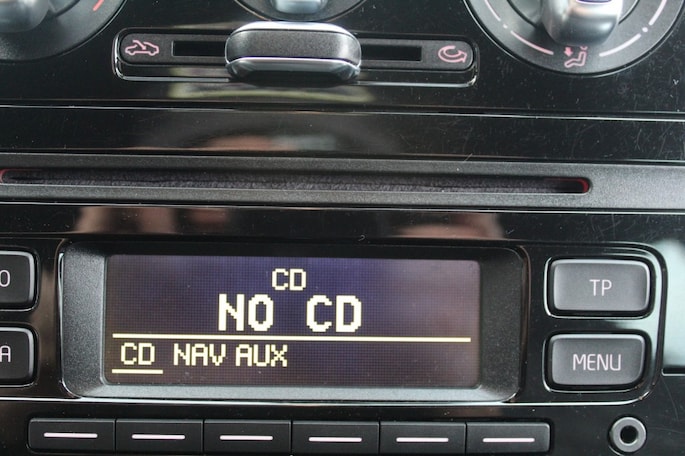 CD
NO CD
CD NAV AUX
TP
MENU